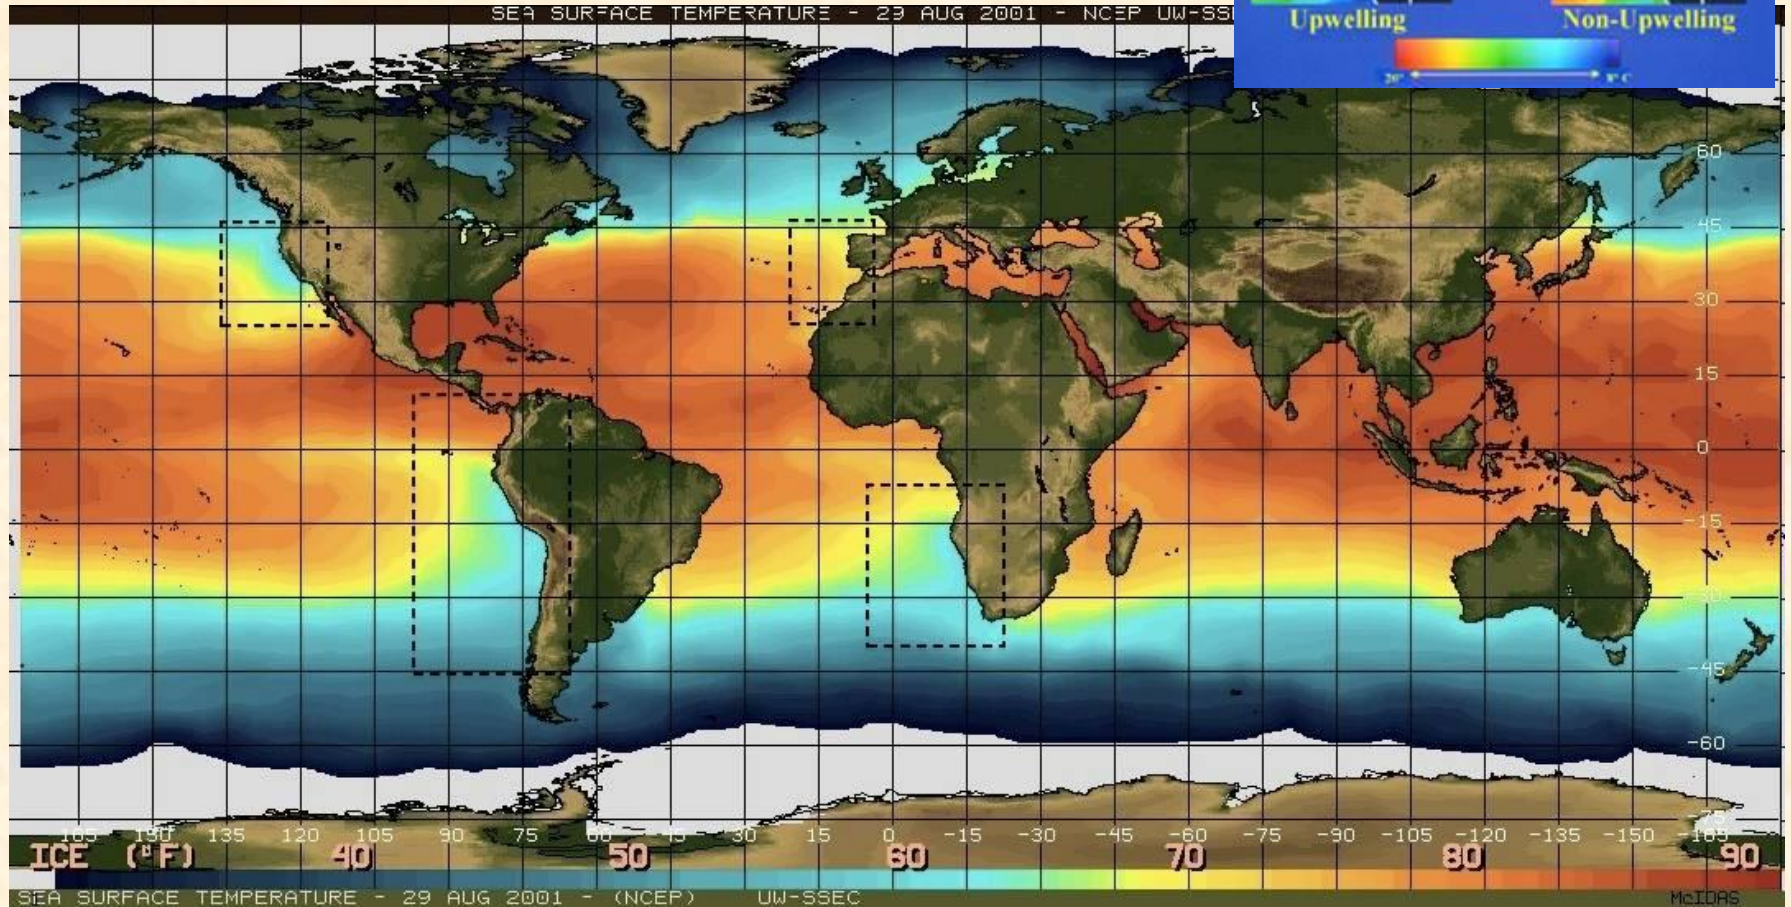 SEA SURFACE TEMPERATURE - 29 AUG 2001 - NCEP UW-SS
Upwelling Non-Upwelling
20° 8° C
60
45
30
15
0
-15
-30
-45
-60
-75
165 150 135 120 105 90 75 60 45 30 15 0 -15 -30 -45 -60 -75 -90 -105 -120 -135 -150 -165
ICE (°F) 40 50 60 70 80 90
SEA SURFACE TEMPERATURE - 29 AUG 2001 - (NCEP) UW-SSEC McIDAS